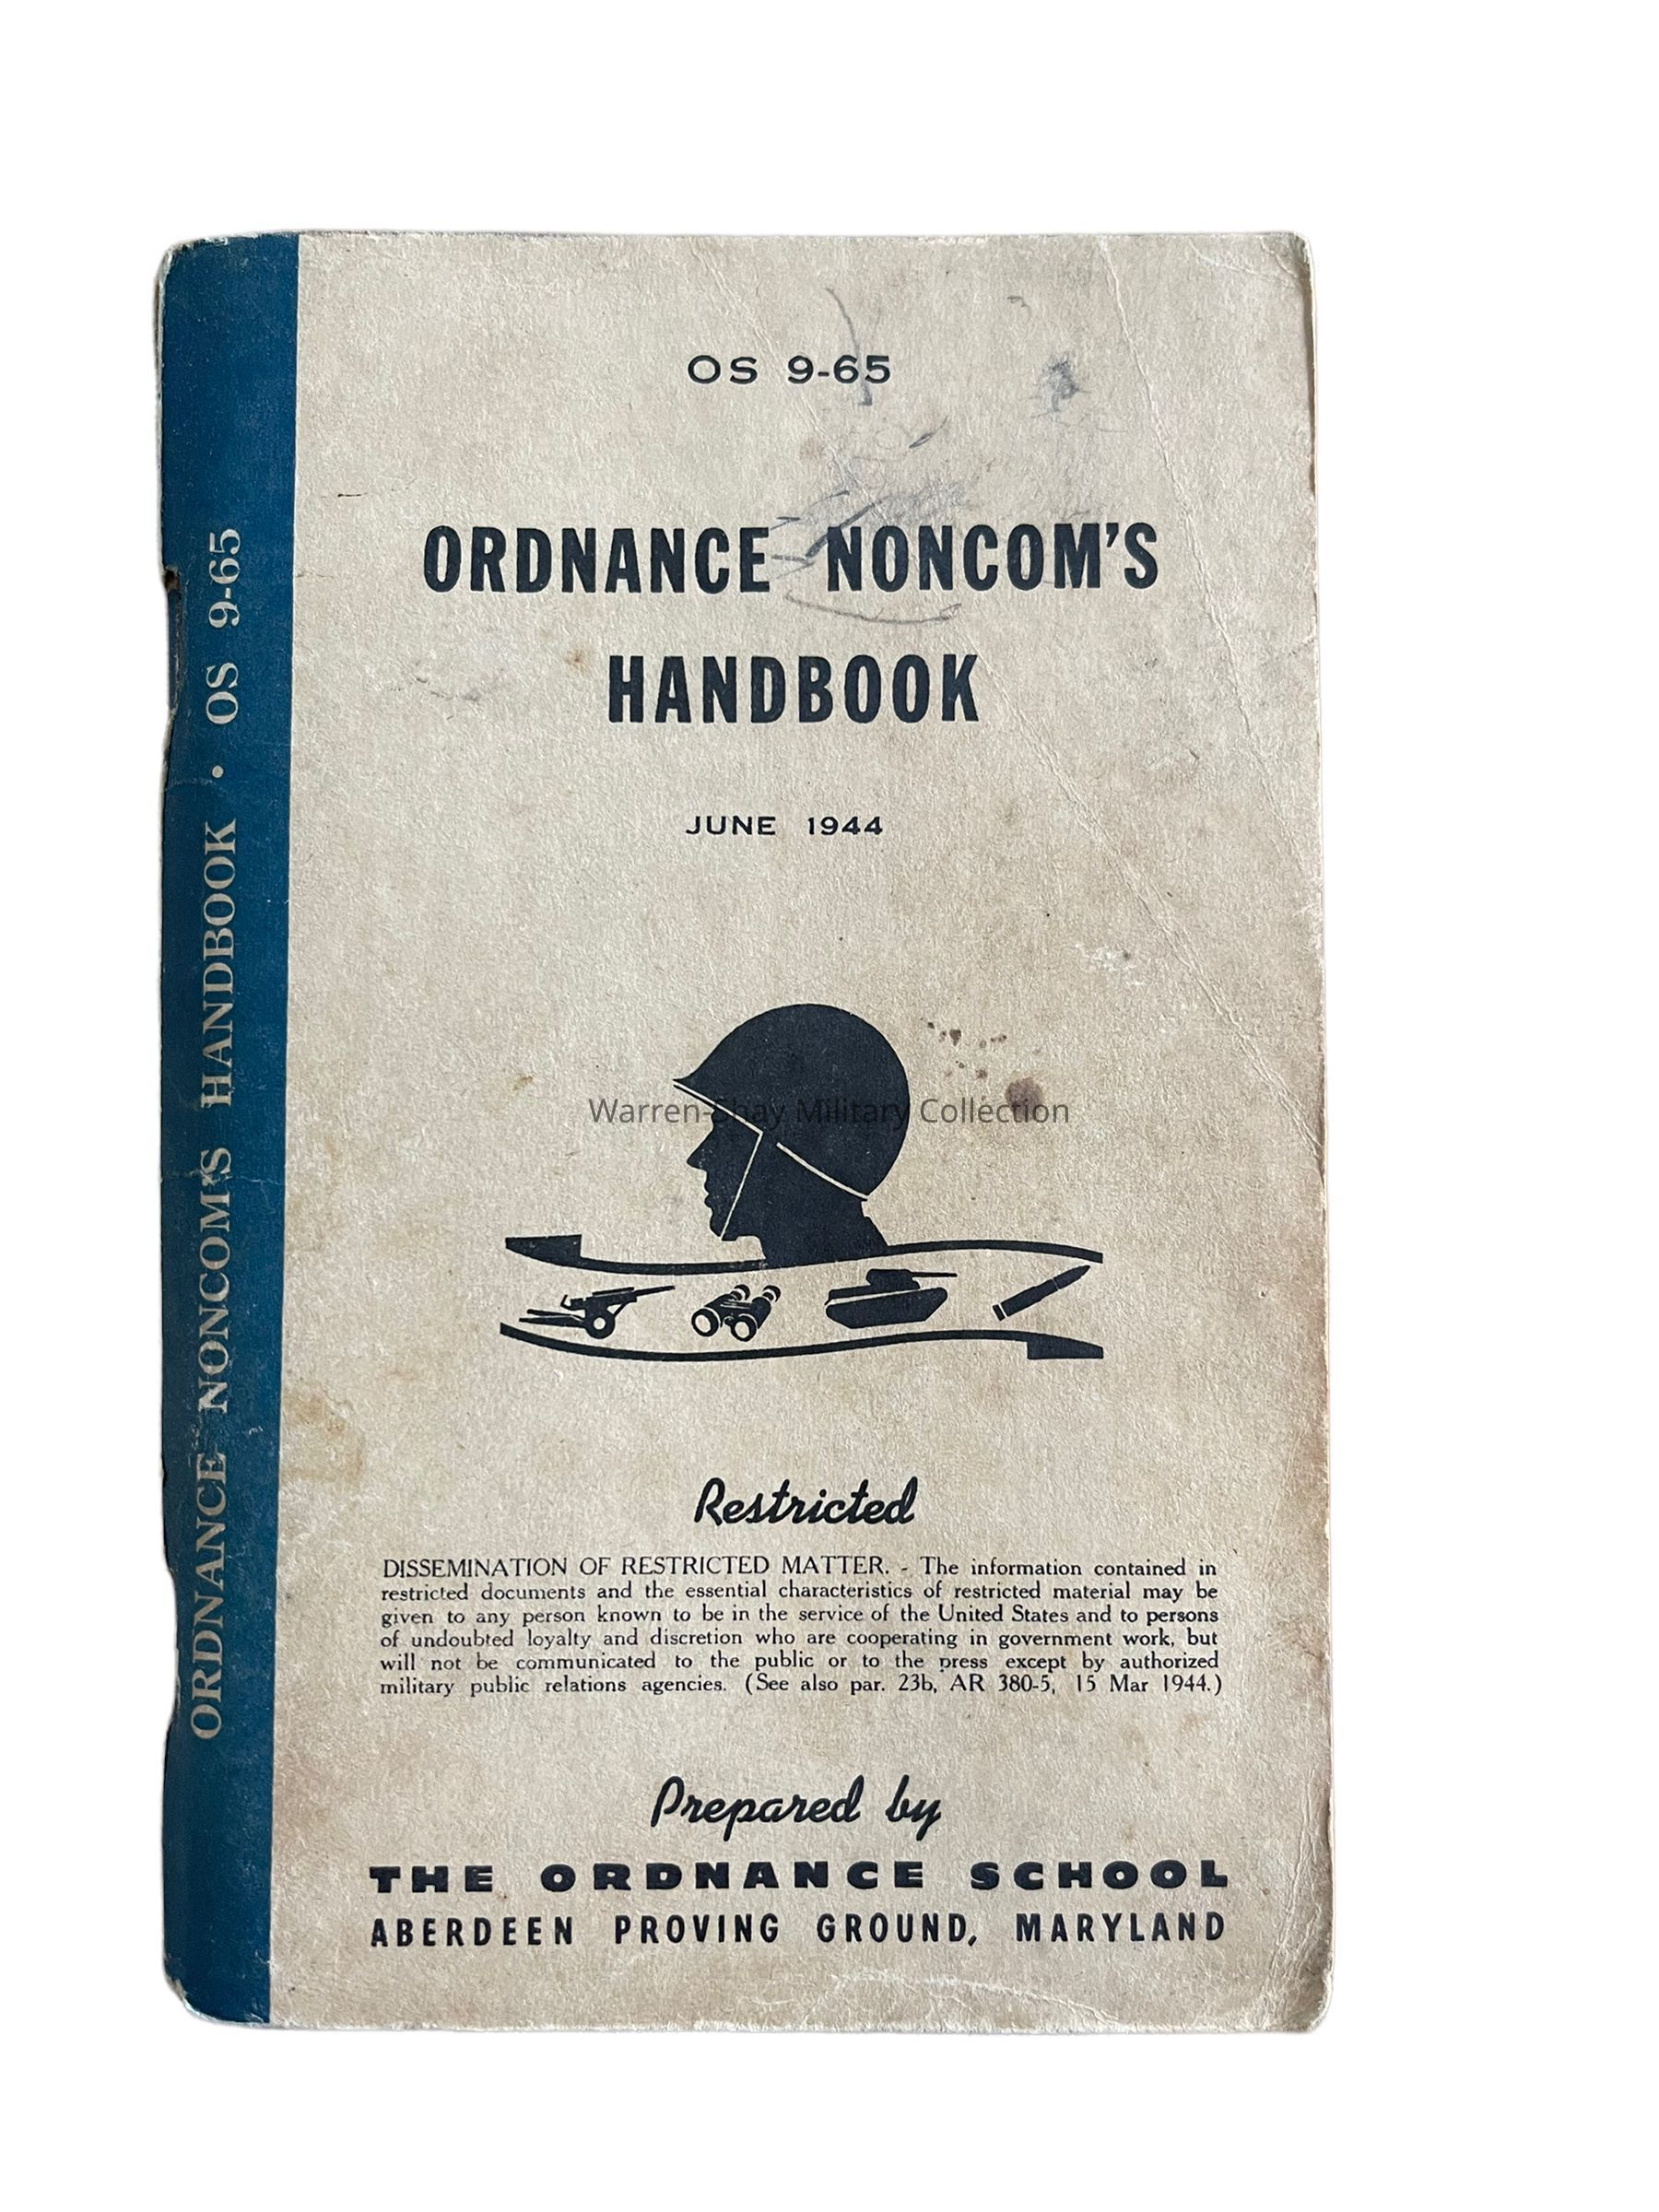 OS 9-65
ORDNANCE NONCOM'S
HANDBOOK
JUNE 1944
Warren-Shay Military Collection
Restricted
DISSEMINATION OF RESTRICTED MATTER. - The information contained in
restricted documents and the essential characteristics of restricted material may be
given to any person known to be in the service of the United States and to persons
of undoubted loyalty and discretion who are cooperating in government work, but
will not be communicated to the public or to the press except by authorized
military public relations agencies. (See also par. 23b, AR 380-5, 15 Mar 1944.)
Prepared by
THE ORDNANCE SCHOOL
ABERDEEN PROVING GROUND, MARYLAND
ORDNANCE NONCOM'S HANDBOOK • OS 9-65